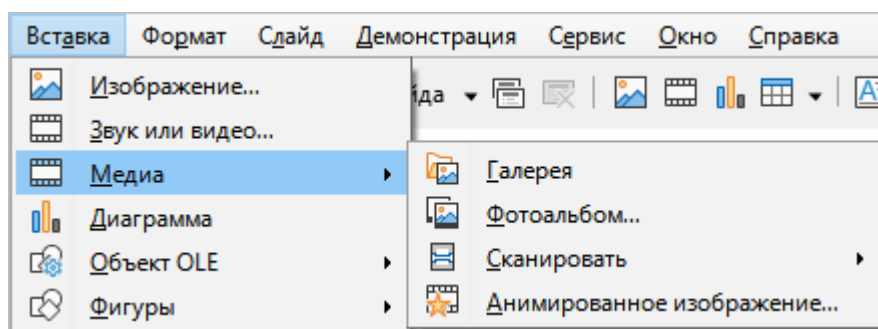 Вставка Формат Слайд Демонстрация Сервис Окно Справка
Изображение...
Звук или видео...
Медиа
Диаграмма
Объект OLE
Фигуры
Галерея
Фотоальбом...
Сканировать
Анимированное изображение...